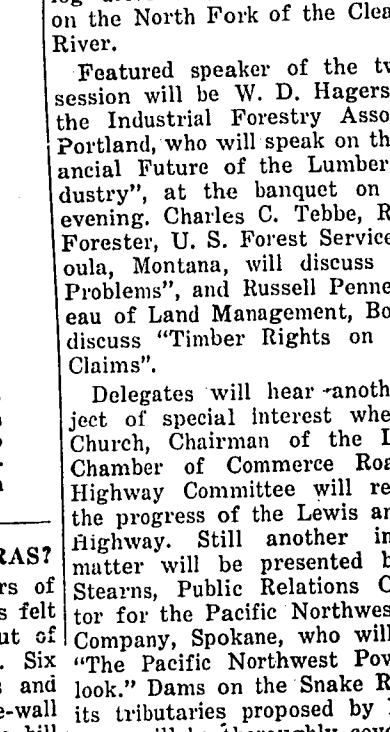 on the North Fork of the Clea
River.
Featured speaker of the tw
session will be W. D. Hagers
the Industrial Forestry Asso
Portland, who will speak on th
ancial Future of the Lumber
dustry”, at the banquet on
evening. Charles C. Tebbe, R
Forester, U. S. Forest Service
oula, Montana, will discuss
Problems”, and Russell Penne
eau of Land Management, Bo
discuss “Timber Rights on
Claims”.
Delegates will hear anoth
ject of special interest whe
Church, Chairman of the L
Chamber of Commerce Roa
Highway Committee will re
the progress of the Lewis an
Highway. Still another in
matter will be presented b
Stearns, Public Relations C
tor for the Pacific Northwes
Company, Spokane, who will
“The Pacific Northwest Pow
look.” Dams on the Snake R
its tributaries proposed by
RAS?
rs of
s felt
ut of
. Six
s and
e-wall